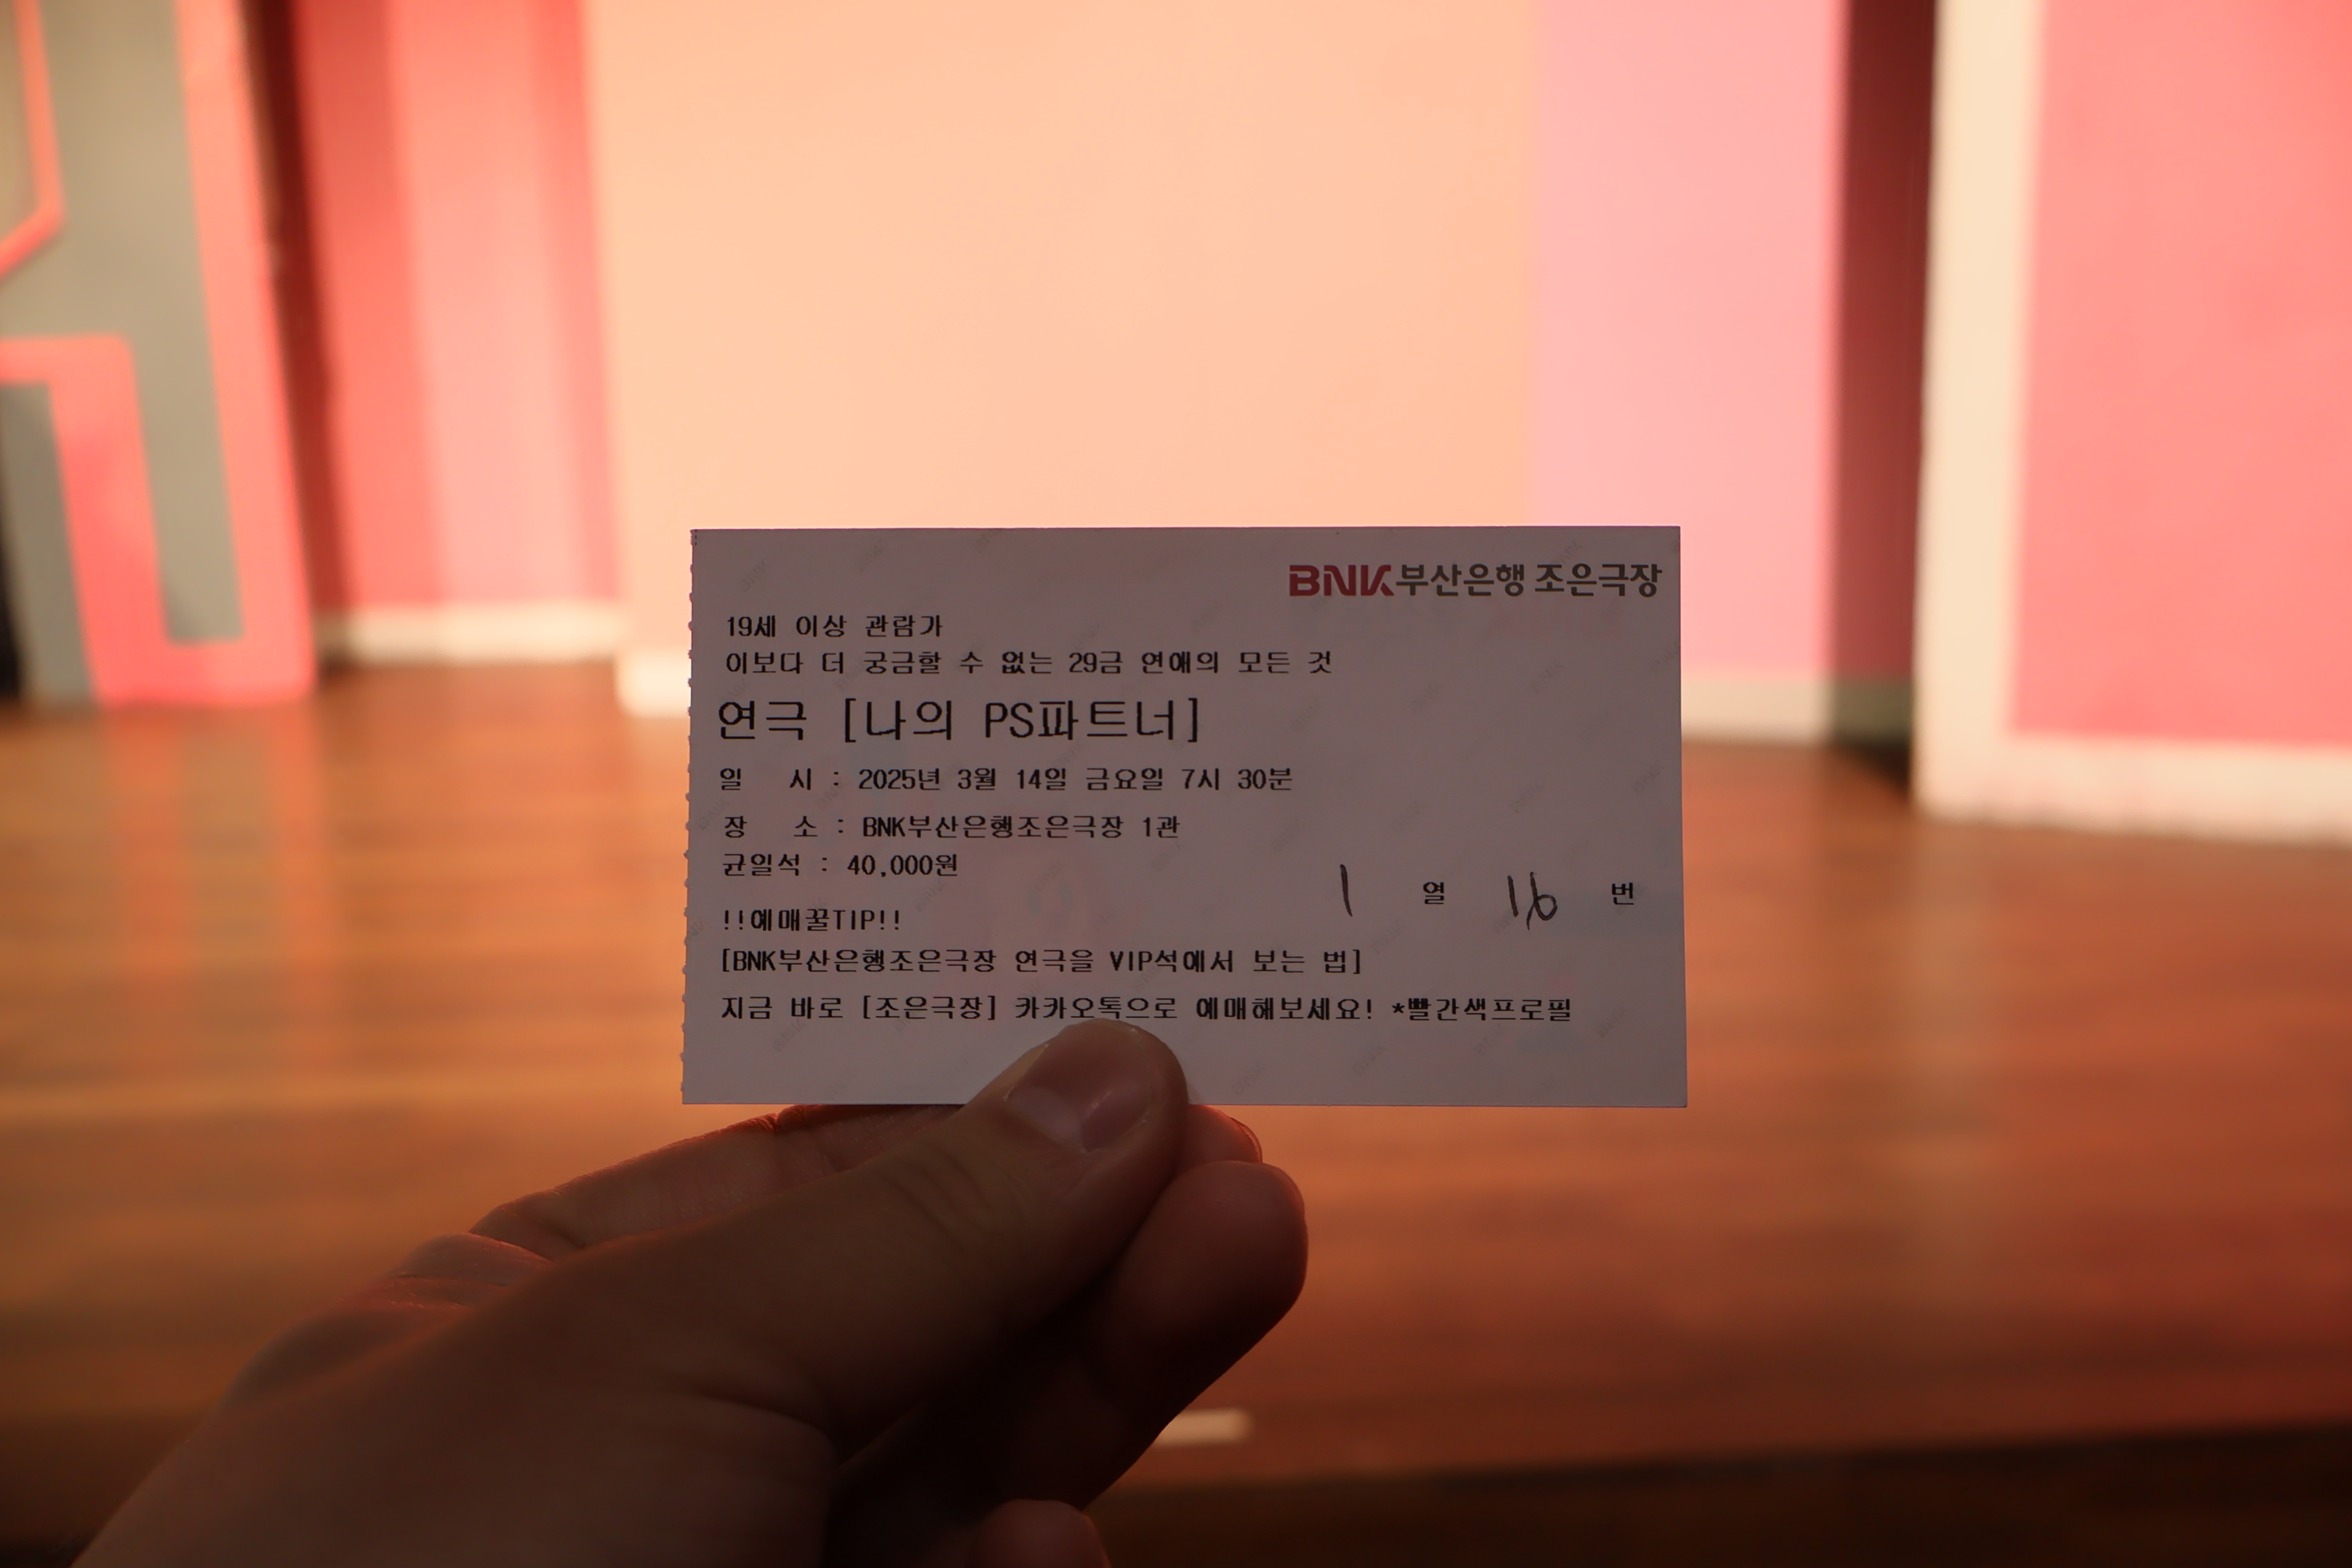 BNK부산은행 조은극장
19세 이상 관람가
이보다 더 궁금할 수 없는 29금 연애의 모든 것
연극 [나의 PS파트너]
일 시 : 2025년 3월 14일 금요일 7시 30분
장 소 : BNK부산은행조은극장 1관
균일석 : 40,000원
1 열 16 번
!!예매꿀TIP!!
[BNK부산은행조은극장 연극을 VIP석에서 보는 법]
지금 바로 [조은극장] 카카오톡으로 예매해보세요! *빨간색프로필